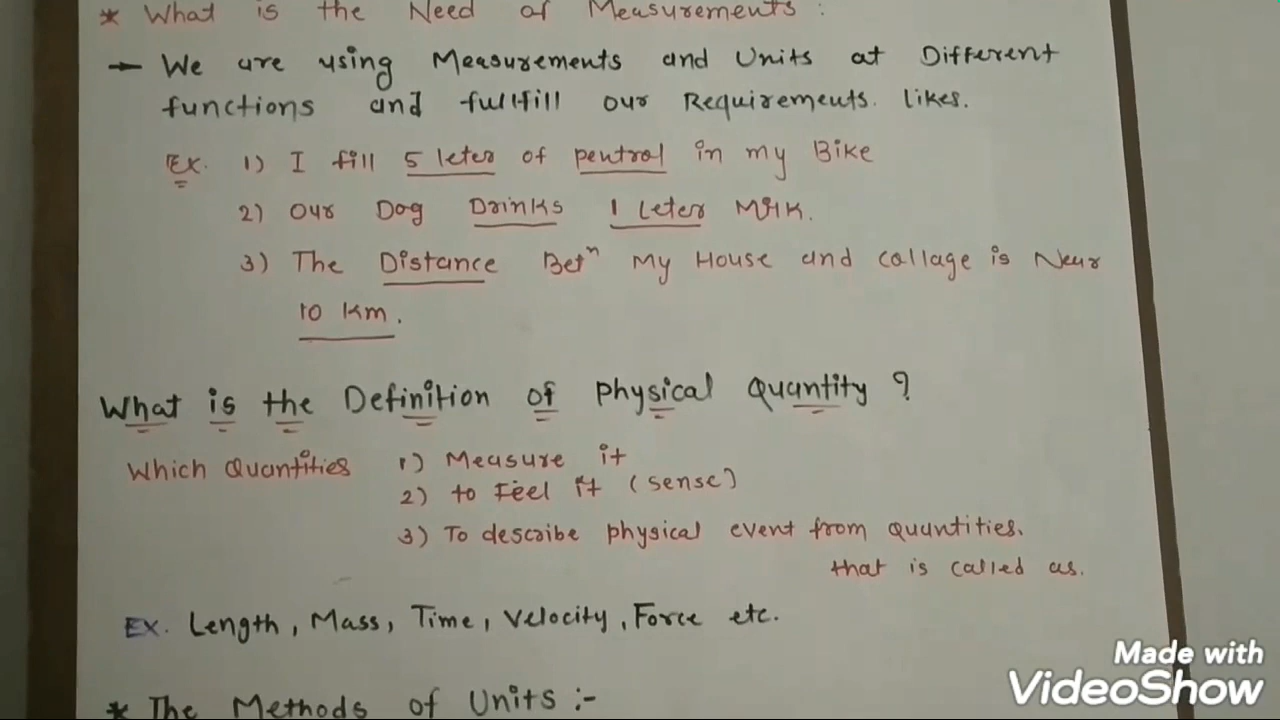 * What is the Need of Measurements :
→ We are using Measurements and Units at Different
functions and fullfill our Requirements. likes.
Ex. 1) I fill 5 leter of pentrol in my Bike
2) Our Dog Drinks 1 Leter Milk.
3) The Distance Betⁿ My House and callage is Near
10 km.
What is the Definition of Physical Quantity ?
Which Quantities 1) Measure it
2) to Feel it (sense)
3) To describe physical event from quantities.
that is called as.
Ex. Length, Mass, Time, Velocity, Force etc.
* The Methods of Units :-
Made with
VideoShow